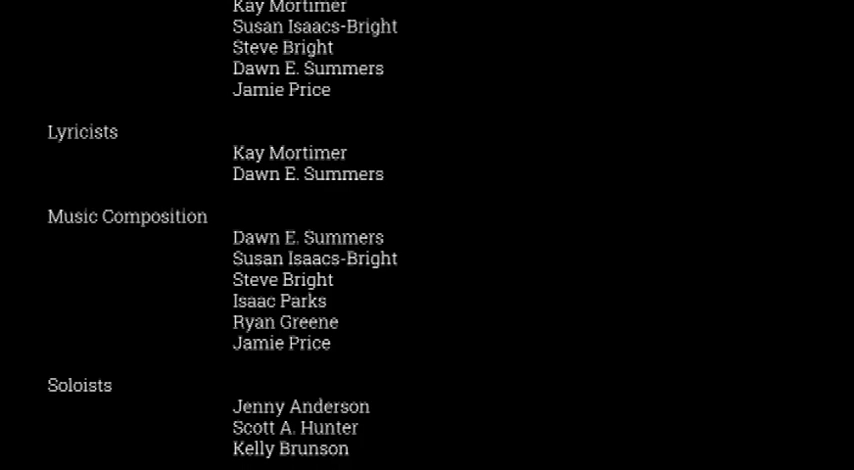 Kay Mortimer
Susan Isaacs-Bright
Steve Bright
Dawn E. Summers
Jamie Price
Lyricists
Kay Mortimer
Dawn E. Summers
Music Composition
Dawn E. Summers
Susan Isaacs-Bright
Steve Bright
Isaac Parks
Ryan Greene
Jamie Price
Soloists
Jenny Anderson
Scott A. Hunter
Kelly Brunson